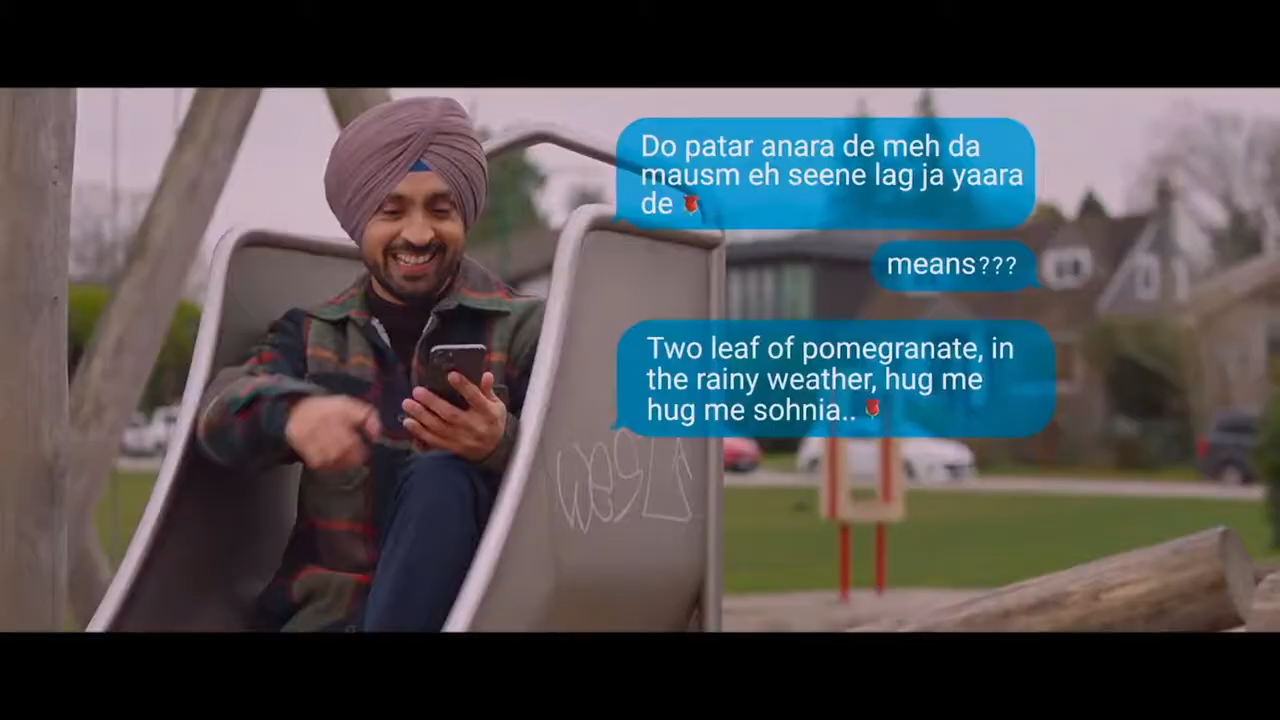 Do patar anara de meh da
mausm eh seene lag ja yaara
de 🌹
means???
Two leaf of pomegranate, in
the rainy weather, hug me
hug me sohnia.. 🌹